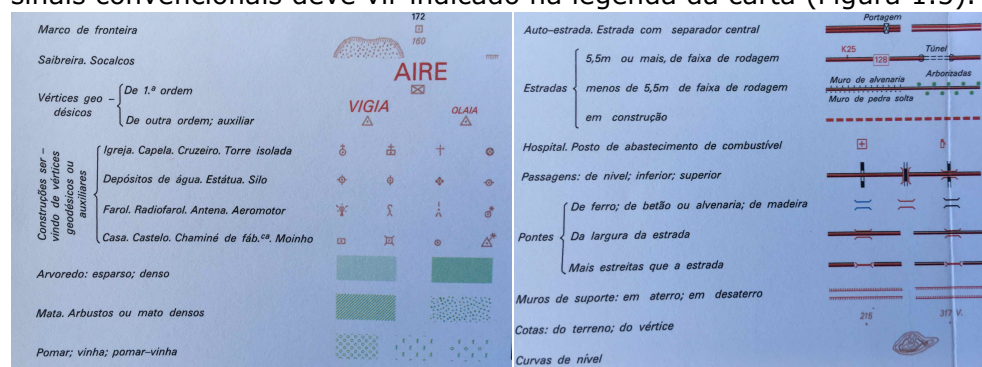 sinais convencionais deve vir indicado na legenda da carta (Figura 1.5).
Marco de fronteira
172
160
Saibreira. Socalcos
mm
AIRE
Vértices geo –
désicos
De 1.ª ordem
VIGIA
OLAIA
De outra ordem; auxiliar
Construções ser –
vindo de vértices
geodésicos ou
auxiliares
Igreja. Capela. Cruzeiro. Torre isolada
Depósitos de água. Estátua. Silo
Farol. Radiofarol. Antena. Aeromotor
Casa. Castelo. Chaminé de fáb.ca. Moinho
Arvoredo: esparso; denso
Mata. Arbustos ou mato densos
Pomar; vinha; pomar–vinha
Portagem
Auto–estrada. Estrada com separador central
K25
128
Túnel
5,5m ou mais, de faixa de rodagem
Estradas
menos de 5,5m de faixa de rodagem
Muro de alvenaria
Arborizadas
Muro de pedra solta
em construção
Hospital. Posto de abastecimento de combustível
Passagens: de nivel; inferior; superior
De ferro; de betão ou alvenaria; de madeira
Pontes
Da largura da estrada
Mais estreitas que a estrada
Muros de suporte: em aterro; em desaterro
215
317 V.
Cotas: do terreno; do vértice
Curvas de nível